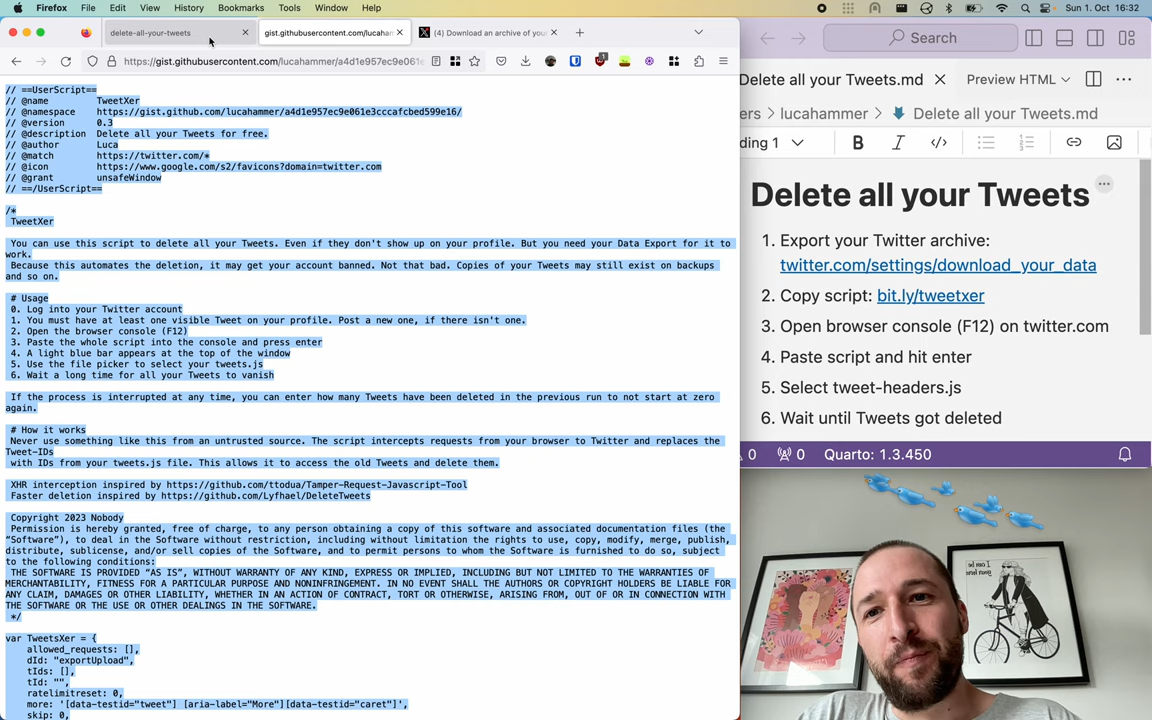 Firefox File Edit View History Bookmarks Tools Window Help
Sun 1. Oct 16:32
delete-all-your-tweets
gist.githubusercontent.com/lucaham
(4) Download an archive of you
https://gist.githubusercontent.com/lucahammer/a4d1e957ec9e061e
// ==UserScript==
// @name TweetXer
// @namespace https://gist.github.com/lucahammer/a4d1e957ec9e061e3cccafcbed599e16/
// @version 0.3
// @description Delete all your Tweets for free.
// @author Luca
// @match https://twitter.com/*
// @icon https://www.google.com/s2/favicons?domain=twitter.com
// @grant unsafeWindow
// ==/UserScript==
/*
TweetXer
You can use this script to delete all your Tweets. Even if they don't show up on your profile. But you need your Data Export for it to
work.
Because this automates the deletion, it may get your account banned. Not that bad. Copies of your Tweets may still exist on backups
and so on.
# Usage
0. Log into your Twitter account
1. You must have at least one visible Tweet on your profile. Post a new one, if there isn't one.
2. Open the browser console (F12)
3. Paste the whole script into the console and press enter
4. A light blue bar appears at the top of the window
5. Use the file picker to select your tweets.js
6. Wait a long time for all your Tweets to vanish
If the process is interrupted at any time, you can enter how many Tweets have been deleted in the previous run to not start at zero
again.
# How it works
Never use something like this from an untrusted source. The script intercepts requests from your browser to Twitter and replaces the
Tweet-IDs
with IDs from your tweets.js file. This allows it to access the old Tweets and delete them.
XHR interception inspired by https://github.com/ttodua/Tamper-Request-Javascript-Tool
Faster deletion inspired by https://github.com/Lyfhael/DeleteTweets
Copyright 2023 Nobody
Permission is hereby granted, free of charge, to any person obtaining a copy of this software and associated documentation files (the
“Software”), to deal in the Software without restriction, including without limitation the rights to use, copy, modify, merge, publish,
distribute, sublicense, and/or sell copies of the Software, and to permit persons to whom the Software is furnished to do so, subject
to the following conditions:
THE SOFTWARE IS PROVIDED “AS IS”, WITHOUT WARRANTY OF ANY KIND, EXPRESS OR IMPLIED, INCLUDING BUT NOT LIMITED TO THE WARRANTIES OF
MERCHANTABILITY, FITNESS FOR A PARTICULAR PURPOSE AND NONINFRINGEMENT. IN NO EVENT SHALL THE AUTHORS OR COPYRIGHT HOLDERS BE LIABLE FOR
ANY CLAIM, DAMAGES OR OTHER LIABILITY, WHETHER IN AN ACTION OF CONTRACT, TORT OR OTHERWISE, ARISING FROM, OUT OF OR IN CONNECTION WITH
THE SOFTWARE OR THE USE OR OTHER DEALINGS IN THE SOFTWARE.
*/
var TweetsXer = {
allowed_requests: [],
dId: "exportUpload",
tIds: [],
tId: "",
ratelimitreset: 0,
more: '[data-testid="tweet"] [aria-label="More"][data-testid="caret"]',
skip: 0,
Search
Delete all your Tweets.md
Preview HTML
ers > lucahammer > Delete all your Tweets.md
ding 1
B I </>
Delete all your Tweets
1. Export your Twitter archive:
twitter.com/settings/download_your_data
2. Copy script: bit.ly/tweetxer
3. Open browser console (F12) on twitter.com
4. Paste script and hit enter
5. Select tweet-headers.js
6. Wait until Tweets got deleted
0 0 Quarto: 1.3.450